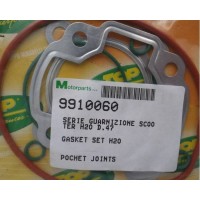 Motorparts
9910060
SERIE GUARNIZIONE SCOO
TER H2O D.47
GASKET SET H2O
POCHET JOINTS